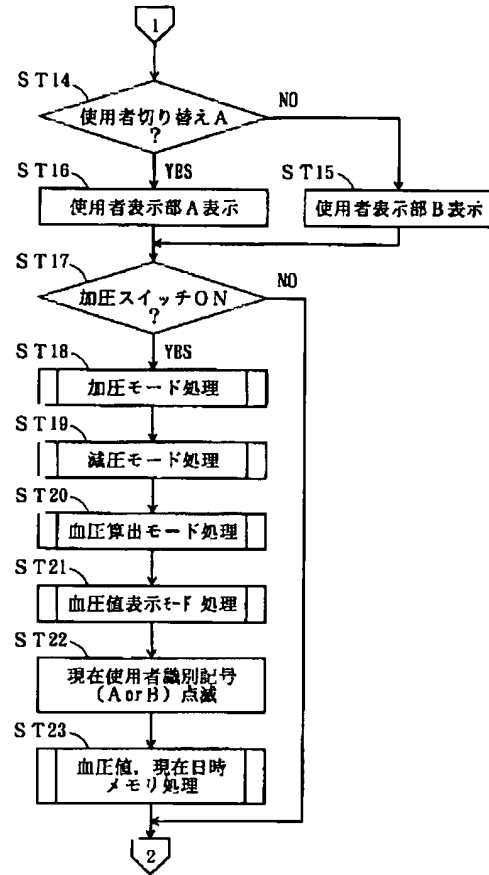 1
ST14
使用者切り替えA
?
NO
YES
ST16
使用者表示部A表示
ST15
使用者表示部B表示
ST17
加圧スイッチON
?
NO
YES
ST18
加圧モード処理
ST19
減圧モード処理
ST20
血圧算出モード処理
ST21
血圧値表示ﾓｰﾄﾞ処理
ST22
現在使用者識別記号
(AorB)点滅
ST23
血圧値，現在日時
メモリ処理
2